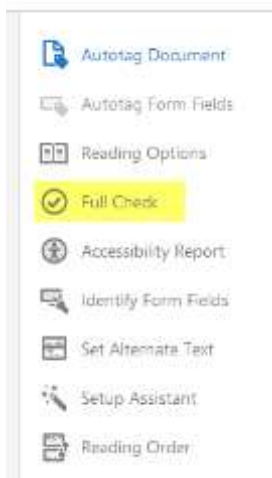 Autotag Document
Autotag Form Fields
Reading Options
Full Check
Accessibility Report
Identify Form Fields
Set Alternate Text
Setup Assistant
Reading Order